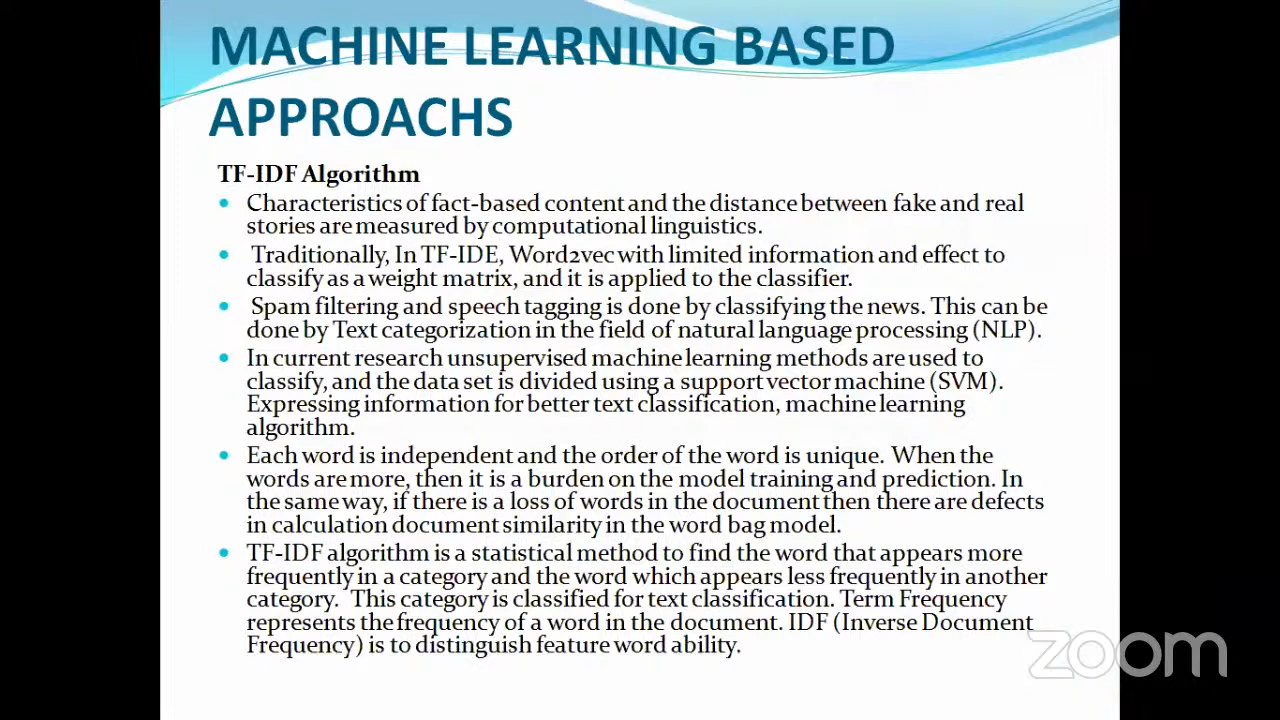 MACHINE LEARNING BASED
APPROACHS
TF-IDF Algorithm
• Characteristics of fact-based content and the distance between fake and real
stories are measured by computational linguistics.
• Traditionally, In TF-IDE, Word2vec with limited information and effect to
classify as a weight matrix, and it is applied to the classifier.
• Spam filtering and speech tagging is done by classifying the news. This can be
done by Text categorization in the field of natural language processing (NLP).
• In current research unsupervised machine learning methods are used to
classify, and the data set is divided using a support vector machine (SVM).
Expressing information for better text classification, machine learning
algorithm.
• Each word is independent and the order of the word is unique. When the
words are more, then it is a burden on the model training and prediction. In
the same way, if there is a loss of words in the document then there are defects
in calculation document similarity in the word bag model.
• TF-IDF algorithm is a statistical method to find the word that appears more
frequently in a category and the word which appears less frequently in another
category. This category is classified for text classification. Term Frequency
represents the frequency of a word in the document. IDF (Inverse Document
Frequency) is to distinguish feature word ability.
zoom